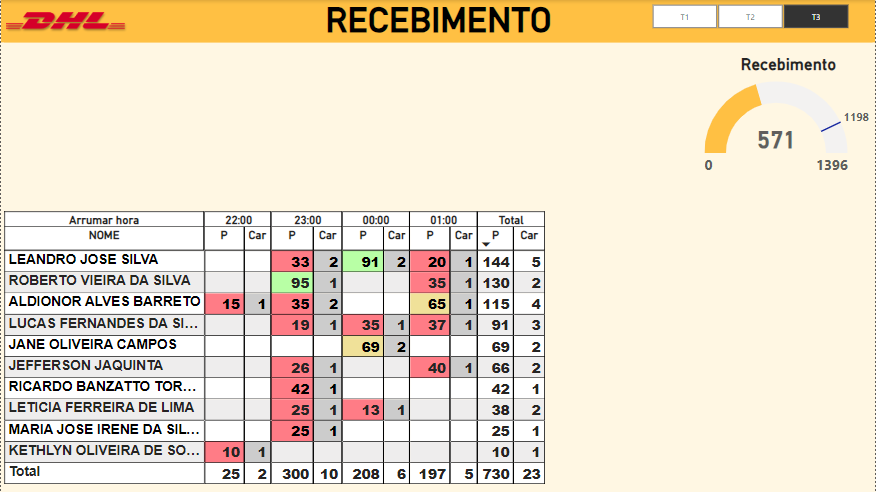 DHL RECEBIMENTO T1 T2 T3
Recebimento
1198
571
0 1396
Arrumar hora 22:00 23:00 00:00 01:00 Total
NOME P Car P Car P Car P Car P Car
LEANDRO JOSE SILVA 33 2 91 2 20 1 144 5
ROBERTO VIEIRA DA SILVA 95 1 35 1 130 2
ALDIONOR ALVES BARRETO 15 1 35 2 65 1 115 4
LUCAS FERNANDES DA SI... 19 1 35 1 37 1 91 3
JANE OLIVEIRA CAMPOS 69 2 69 2
JEFFERSON JAQUINTA 26 1 40 1 66 2
RICARDO BANZATTO TOR... 42 1 42 1
LETICIA FERREIRA DE LIMA 25 1 13 1 38 2
MARIA JOSE IRENE DA SIL... 25 1 25 1
KETHLYN OLIVEIRA DE SO... 10 1 10 1
Total 25 2 300 10 208 6 197 5 730 23